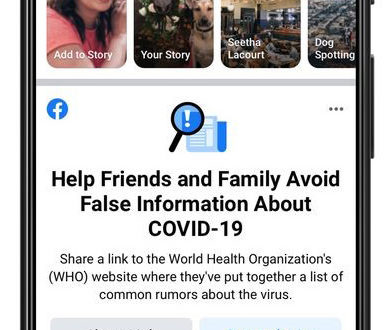 Add to Story
Your Story
Seetha
Lacourt
Dog
Spotting
Help Friends and Family Avoid
False Information About
COVID-19
Share a link to the World Health Organization's
(WHO) website where they've put together a list of
common rumors about the virus.